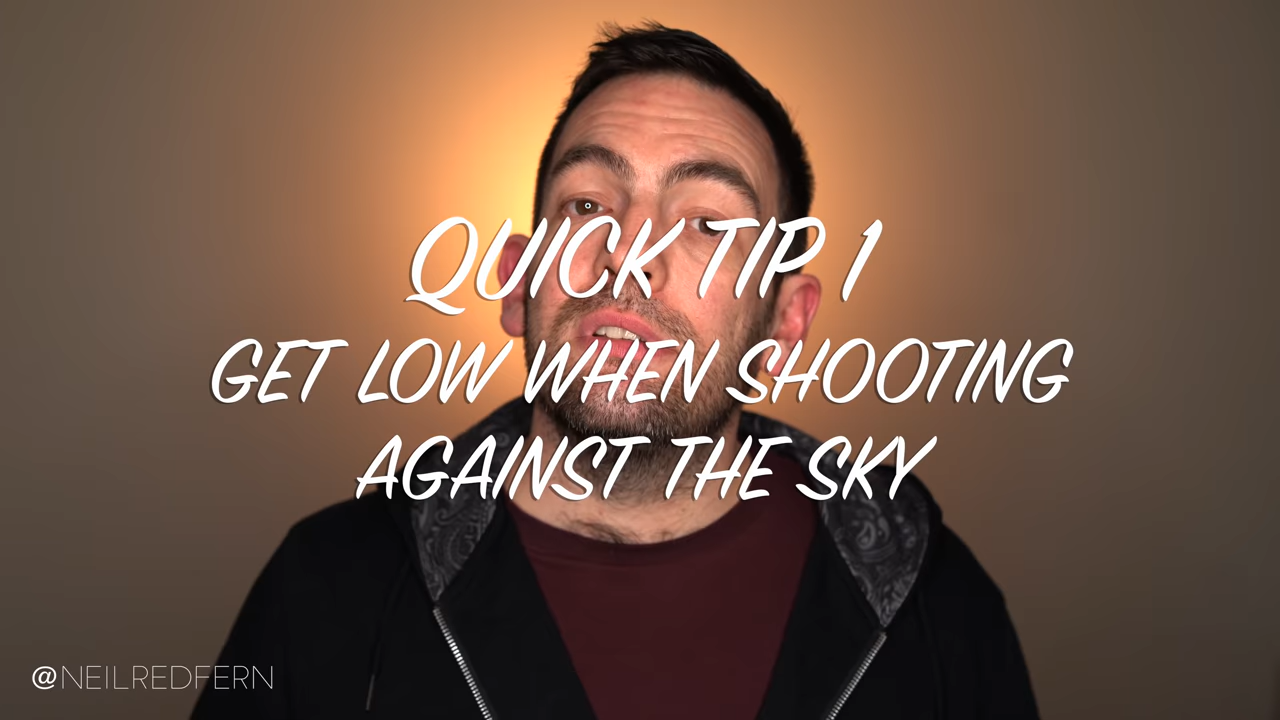 QUICK TIP 1
GET LOW WHEN SHOOTING
AGAINST THE SKY
@NEILREDFERN